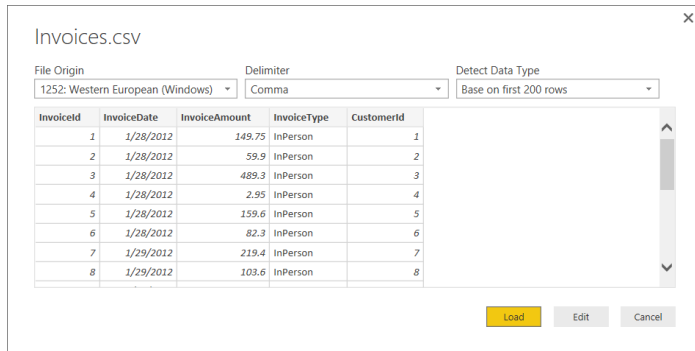 Invoices.csv
File Origin Delimiter Detect Data Type
1252: Western European (Windows) Comma Base on first 200 rows
InvoiceId InvoiceDate InvoiceAmount InvoiceType CustomerId
1 1/28/2012 149.75 InPerson 1
2 1/28/2012 59.9 InPerson 2
3 1/28/2012 489.3 InPerson 3
4 1/28/2012 2.95 InPerson 4
5 1/28/2012 159.6 InPerson 5
6 1/28/2012 82.3 InPerson 6
7 1/29/2012 219.4 InPerson 7
8 1/29/2012 103.6 InPerson 8
Load Edit Cancel